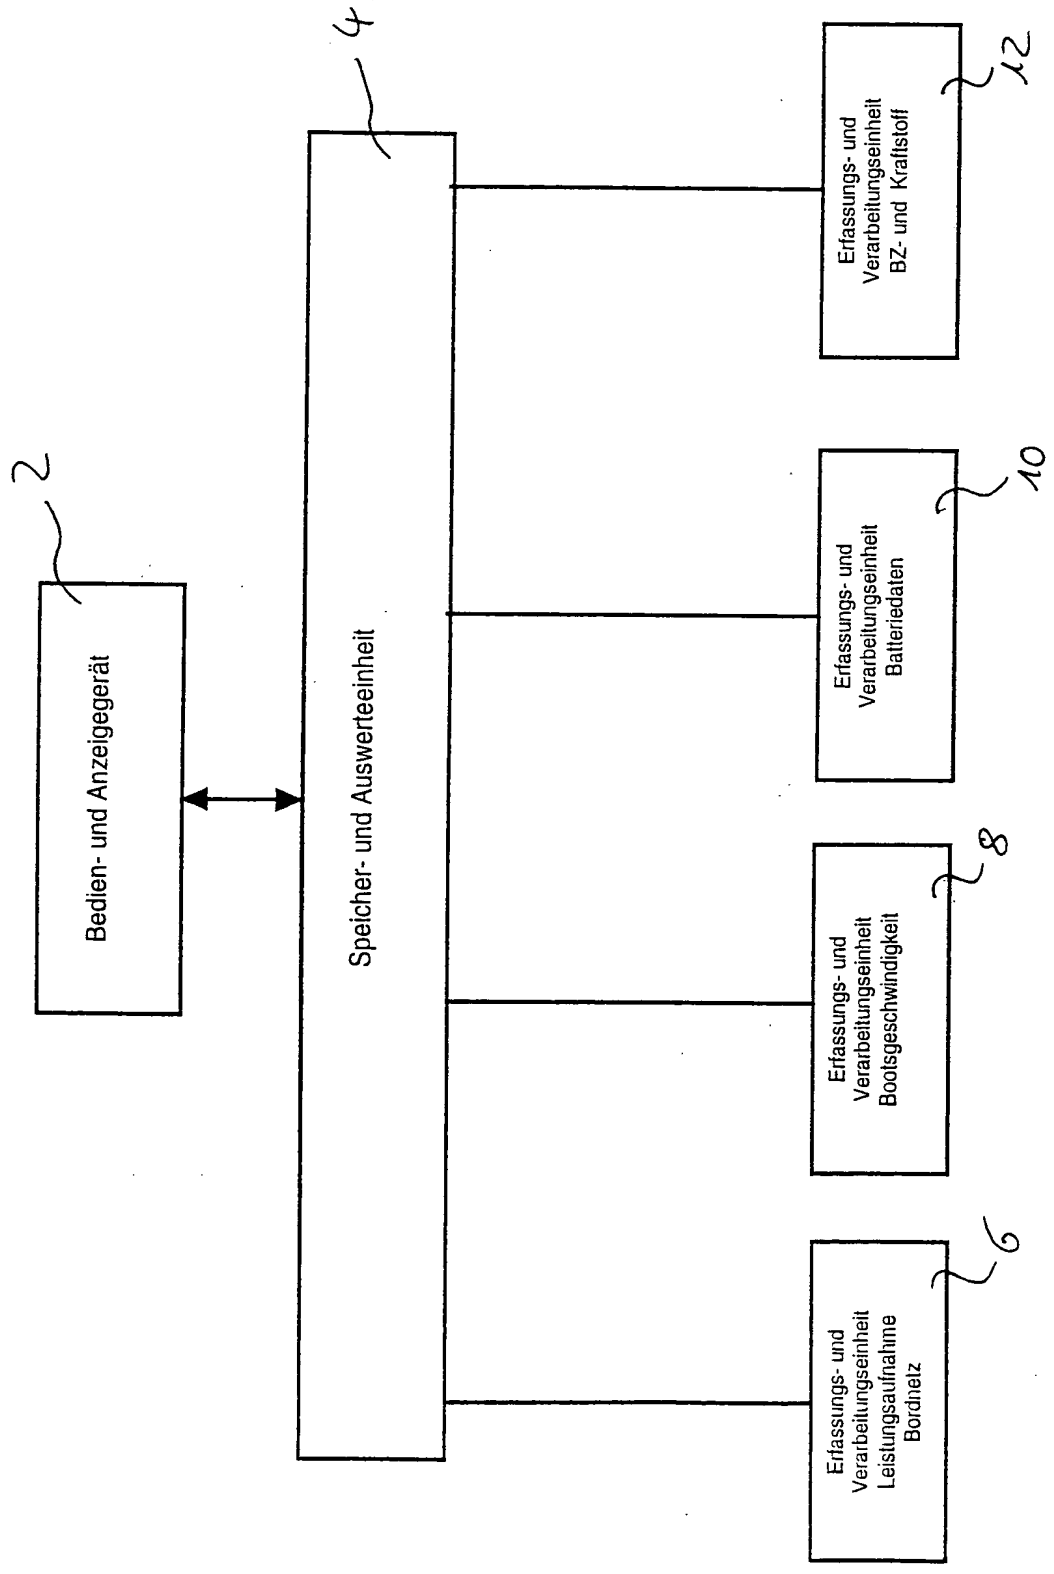 2
Bedien- und Anzeigegerät
4
Speicher- und Auswerteeinheit
Erfassungs- und
Verarbeitungseinheit
Leistungsaufnahme
Bordnetz
6
Erfassungs- und
Verarbeitungseinheit
Bootsgeschwindigkeit
8
Erfassungs- und
Verarbeitungseinheit
Batteriedaten
10
Erfassungs- und
Verarbeitungseinheit
BZ- und Kraftstoff
12